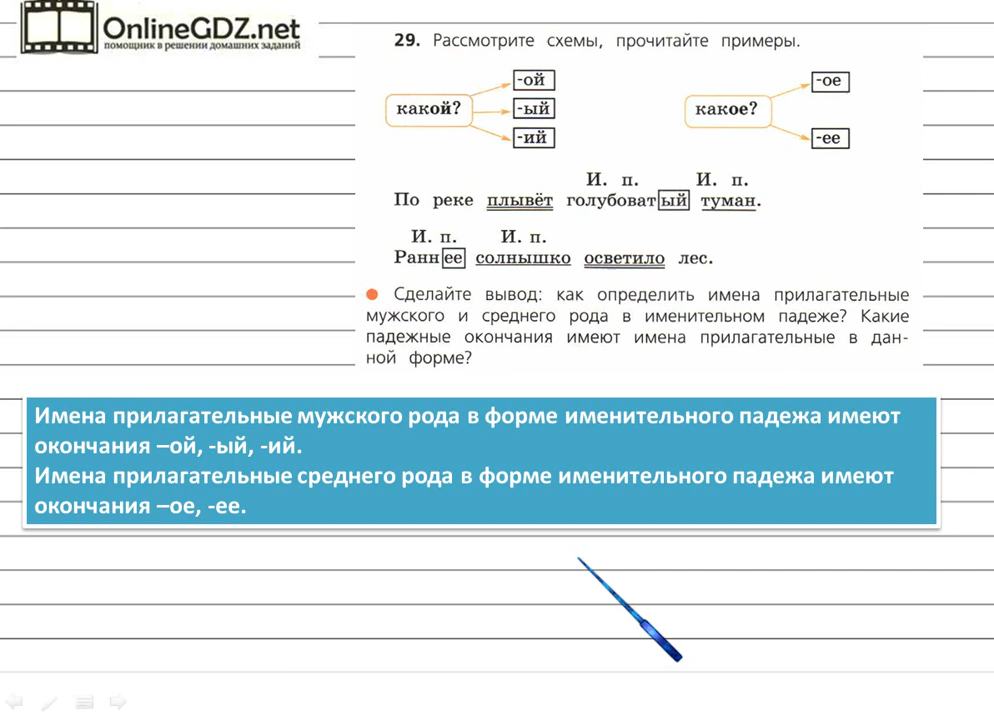 OnlineGDZ.net
помощник в решении домашних заданий
29. Рассмотрите схемы, прочитайте примеры.
какой?
-ой
-ый
-ий
какое?
-ое
-ее
И. п. И. п.
По реке плывёт голубоватый туман.
И. п. И. п.
Раннее солнышко осветило лес.
Сделайте вывод: как определить имена прилагательные
мужского и среднего рода в именительном падеже? Какие
падежные окончания имеют имена прилагательные в дан-
ной форме?
Имена прилагательные мужского рода в форме именительного падежа имеют
окончания –ой, -ый, -ий.
Имена прилагательные среднего рода в форме именительного падежа имеют
окончания –ое, -ее.